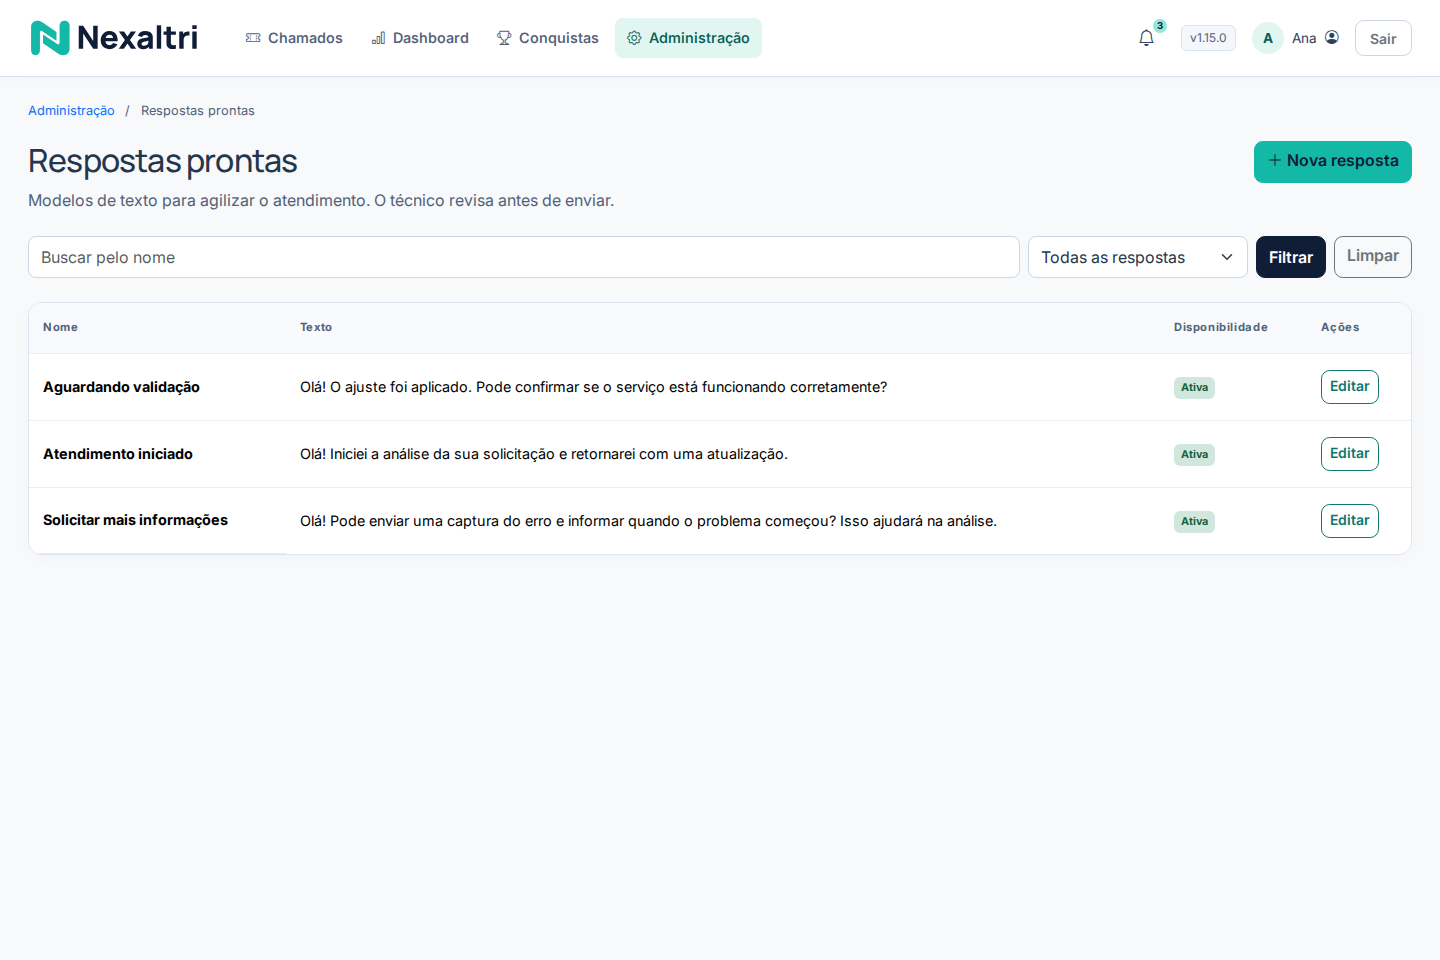 Nexaltri Chamados Dashboard Conquistas Administração 3 v1.15.0 A Ana Sair
Administração / Respostas prontas
Respostas prontas
+ Nova resposta
Modelos de texto para agilizar o atendimento. O técnico revisa antes de enviar.
Buscar pelo nome Todas as respostas Filtrar Limpar
Nome Texto Disponibilidade Ações
Aguardando validação Olá! O ajuste foi aplicado. Pode confirmar se o serviço está funcionando corretamente? Ativa Editar
Atendimento iniciado Olá! Iniciei a análise da sua solicitação e retornarei com uma atualização. Ativa Editar
Solicitar mais informações Olá! Pode enviar uma captura do erro e informar quando o problema começou? Isso ajudará na análise. Ativa Editar